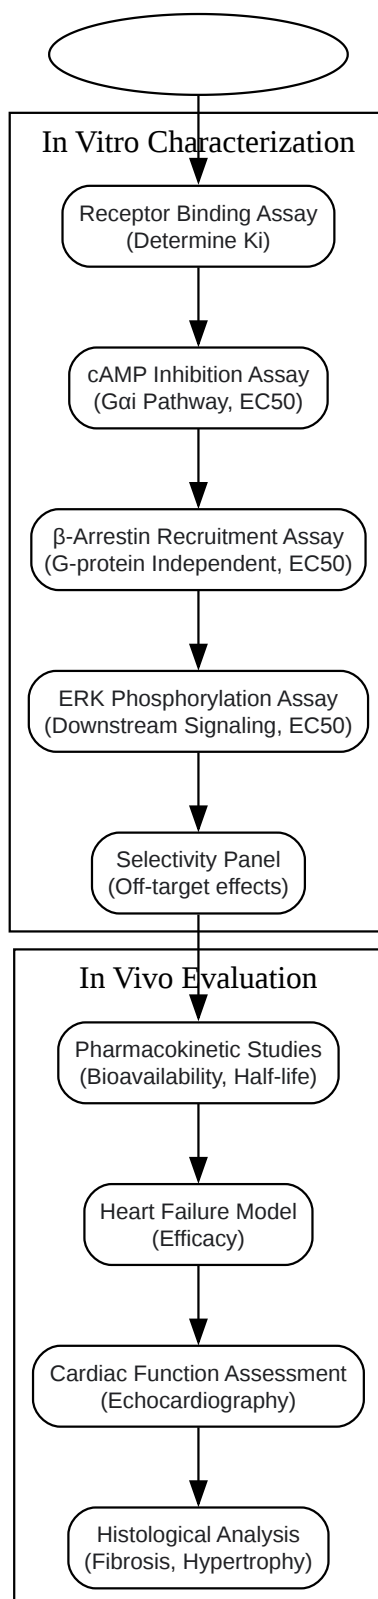 In Vitro Characterization
Receptor Binding Assay
(Determine Ki)
cAMP Inhibition Assay
(Gαi Pathway, EC50)
β-Arrestin Recruitment Assay
(G-protein Independent, EC50)
ERK Phosphorylation Assay
(Downstream Signaling, EC50)
Selectivity Panel
(Off-target effects)
In Vivo Evaluation
Pharmacokinetic Studies
(Bioavailability, Half-life)
Heart Failure Model
(Efficacy)
Cardiac Function Assessment
(Echocardiography)
Histological Analysis
(Fibrosis, Hypertrophy)